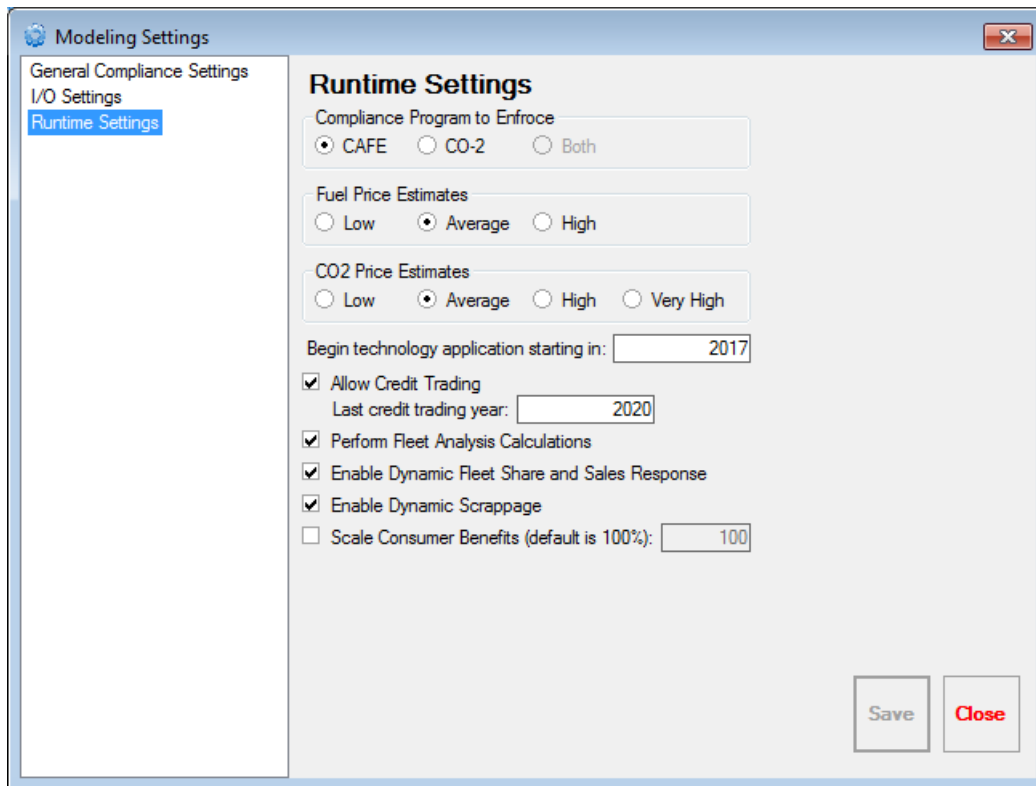 Modeling Settings
General Compliance Settings
I/O Settings
Runtime Settings
Runtime Settings
Compliance Program to Enfroce
CAFE CO-2 Both
Fuel Price Estimates
Low Average High
CO2 Price Estimates
Low Average High Very High
Begin technology application starting in: 2017
Allow Credit Trading
Last credit trading year: 2020
Perform Fleet Analysis Calculations
Enable Dynamic Fleet Share and Sales Response
Enable Dynamic Scrappage
Scale Consumer Benefits (default is 100%): 100
Save Close